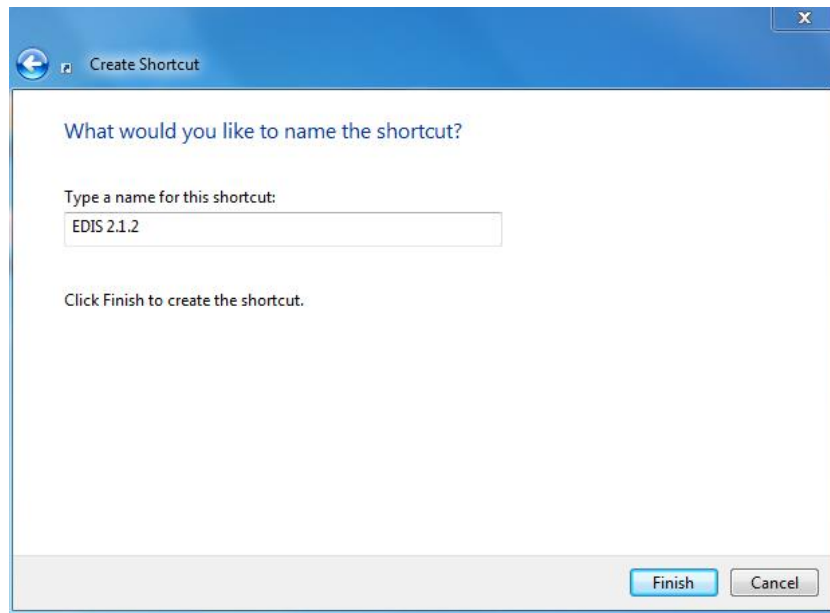 Create Shortcut
What would you like to name the shortcut?
Type a name for this shortcut:
EDIS 2.1.2
Click Finish to create the shortcut.
Finish Cancel